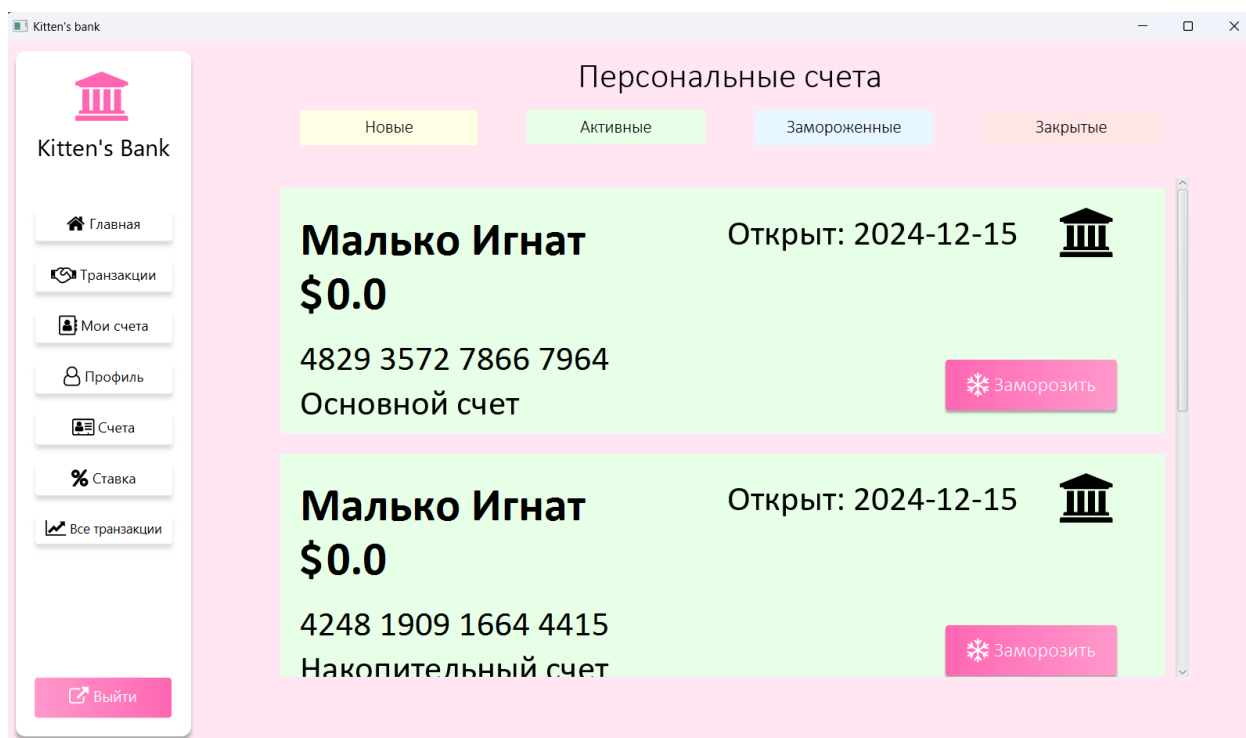 Kitten's bank
Kitten's Bank
Главная
Транзакции
Мои счета
Профиль
Счета
% Ставка
Все транзакции
Выйти
Персональные счета
Новые
Активные
Замороженные
Закрытые
Малько Игнат
Открыт: 2024-12-15
$0.0
4829 3572 7866 7964
Основной счет
Заморозить
Малько Игнат
Открыт: 2024-12-15
$0.0
4248 1909 1664 4415
Накопительный счет
Заморозить